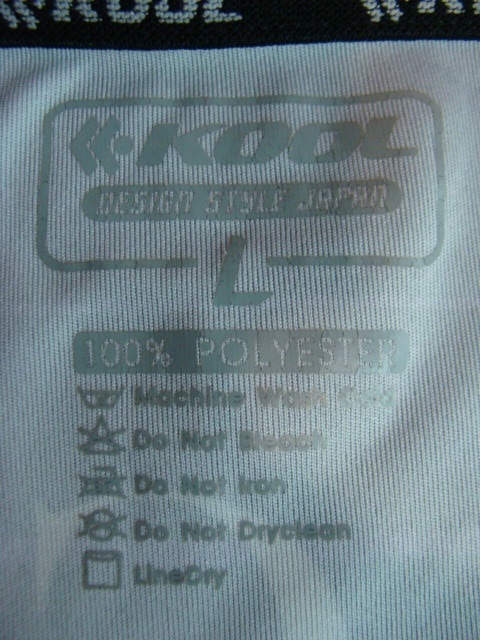 KOOL
KOOL
DESIGN STYLE JAPAN
L
100% POLYESTER
Machine Wash Cold
Do Not Bleach
Do Not Iron
Do Not Dryclean
LineDry